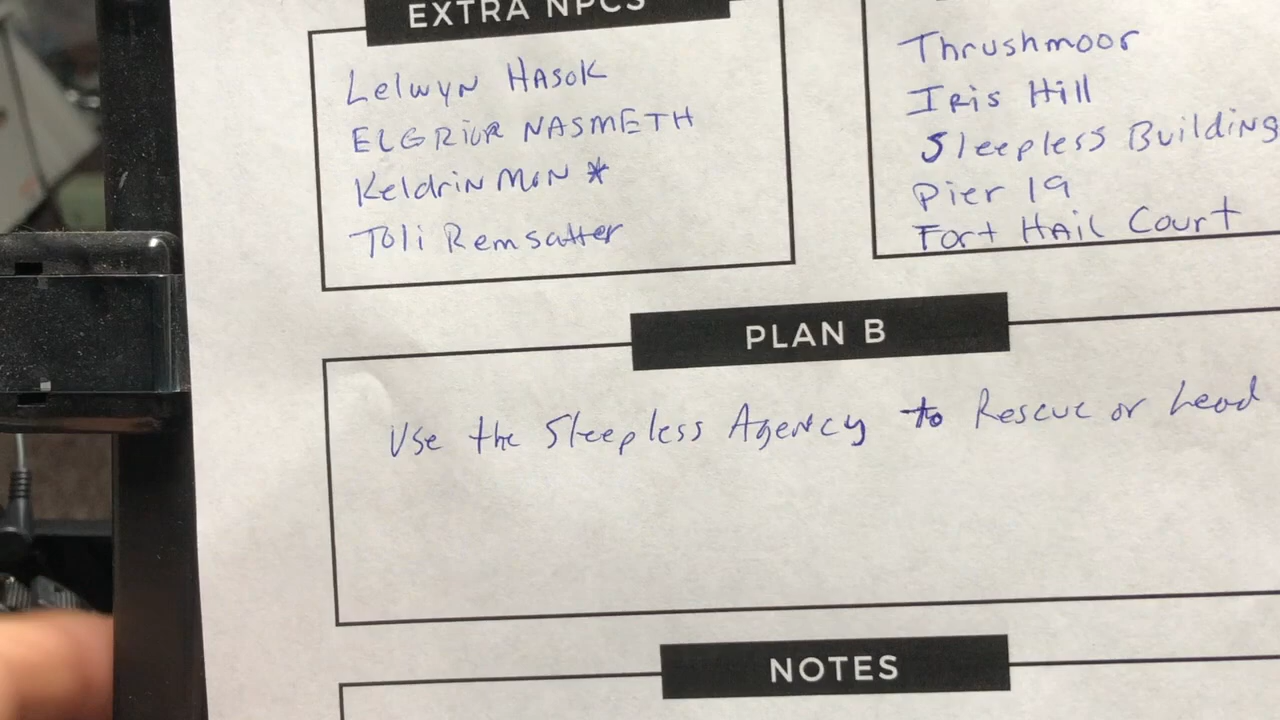 EXTRA NPCS
Lelwyn HASOK
ELGRIOR NASMETH
Keldrin MON *
Toli Remsatter
Thrushmoor
Iris Hill
Sleepless Building
Pier 19
Fort HAIL Court
PLAN B
Use the Sleepless Agency to Rescue or Lead
NOTES